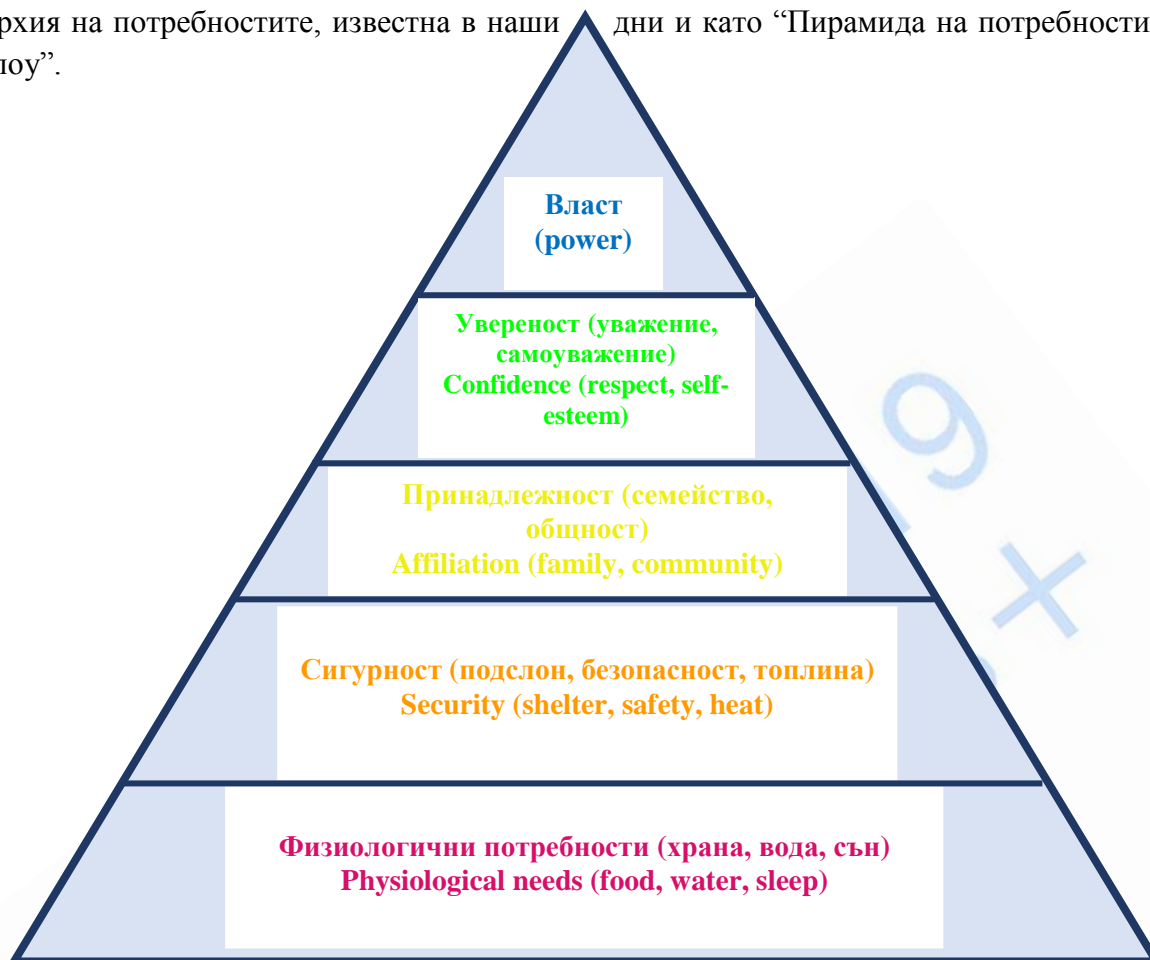 рхия на потребностите, известна в наши дни и като “Пирамида на потребности
лоу”.
Власт
(power)
Увереност (уважение,
самоуважение)
Confidence (respect, self-
esteem)
Принадлежност (семейство,
общност)
Affiliation (family, community)
Сигурност (подслон, безопасност, топлина)
Security (shelter, safety, heat)
Физиологични потребности (храна, вода, сън)
Physiological needs (food, water, sleep)